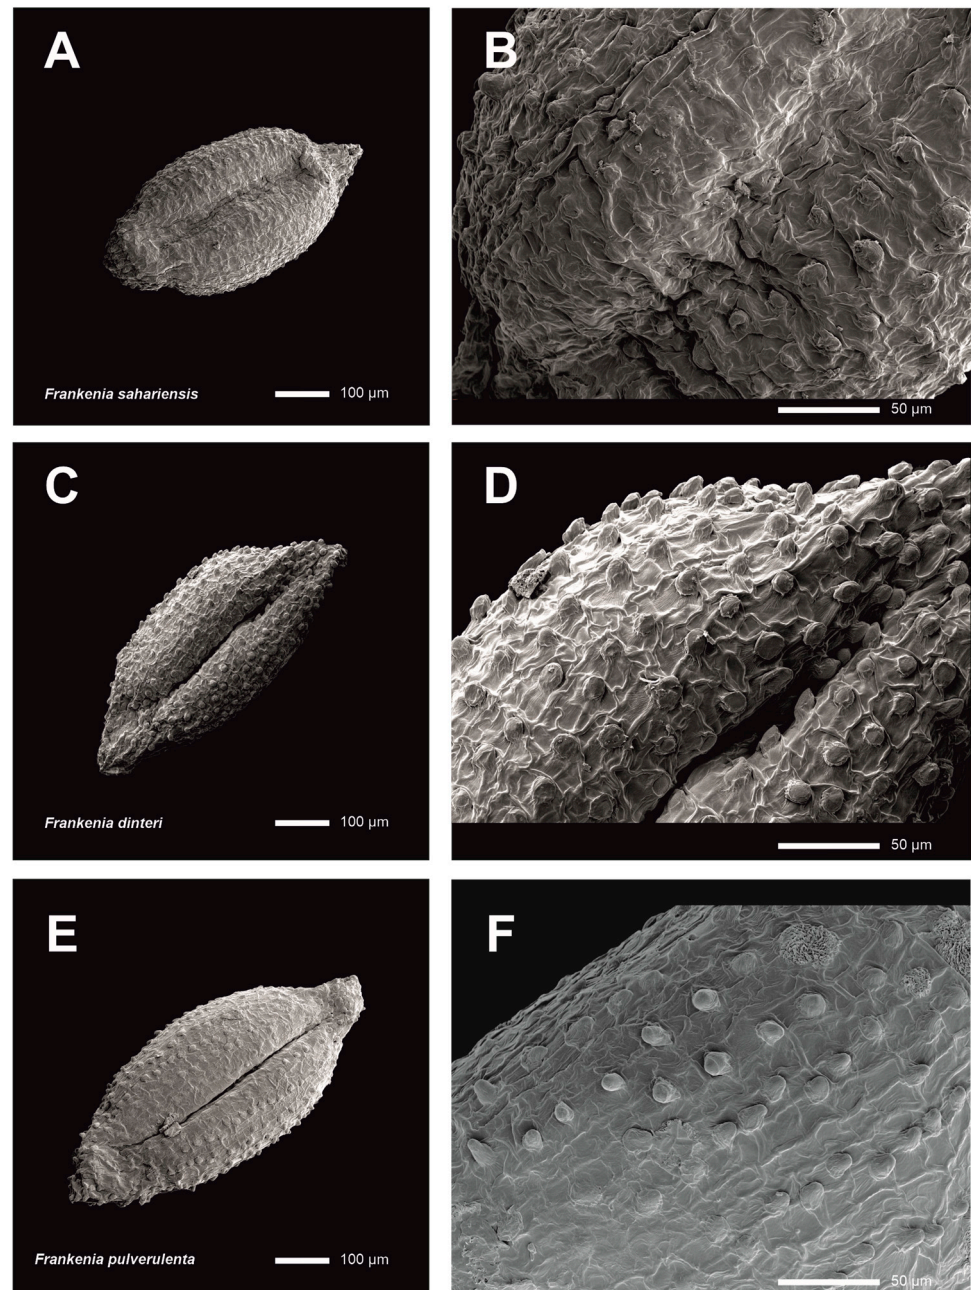 A
B
Frankenia sahariensis
100 µm
50 µm
C
D
Frankenia dinteri
100 µm
50 µm
E
F
Frankenia pulverulenta
100 µm
50 µm